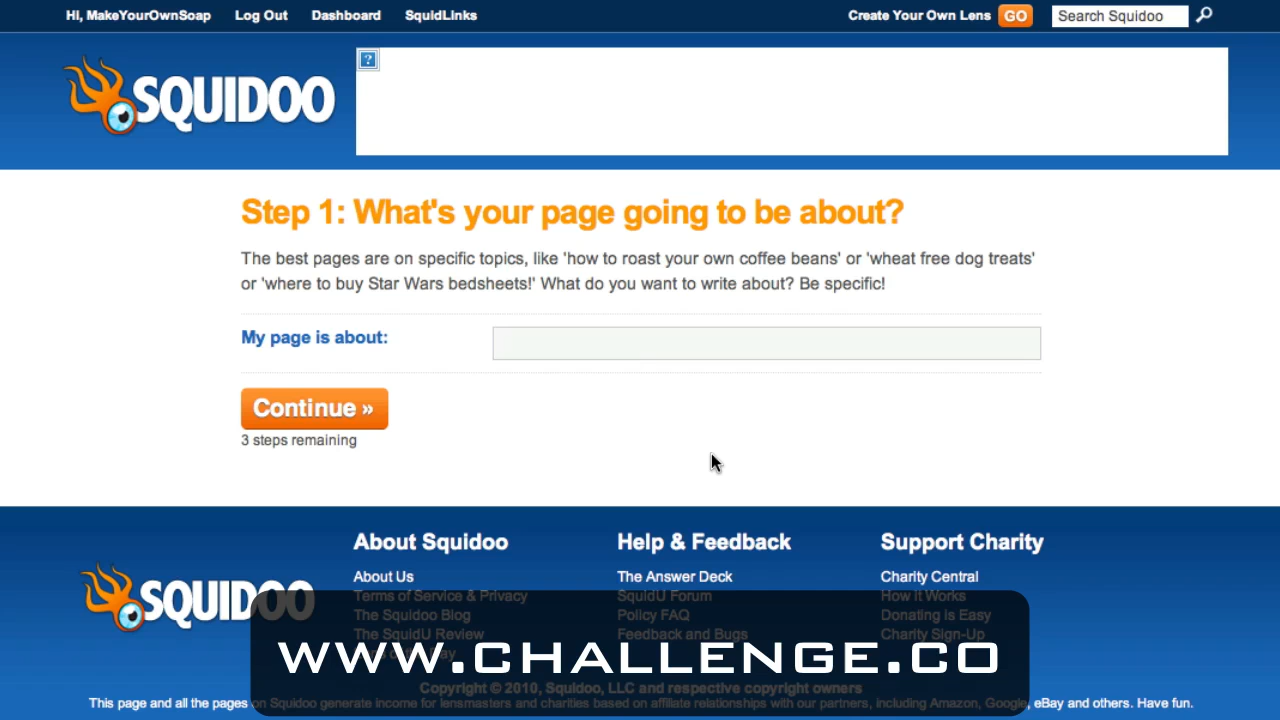 Hi, MakeYourOwnSoap Log Out Dashboard SquidLinks Create Your Own Lens GO Search Squidoo
?
SQUIDOO
Step 1: What's your page going to be about?
The best pages are on specific topics, like 'how to roast your own coffee beans' or 'wheat free dog treats'
or 'where to buy Star Wars bedsheets!' What do you want to write about? Be specific!
My page is about:
Continue »
3 steps remaining
About Squidoo Help & Feedback Support Charity
About Us The Answer Deck Charity Central
Terms of Service & Privacy SquidU Forum How it Works
SQUIDOO
The Squidoo Blog Policy FAQ Donating is Easy
The SquidU Review Feedback and Bugs Charity Sign-Up
WWW.CHALLENGE.CO
Copyright © 2010, Squidoo, LLC and respective copyright owners
This page and all the pages on Squidoo generate income for lensmasters and charities based on affiliate relationships with our partners, including Amazon, Google, eBay and others. Have fun.